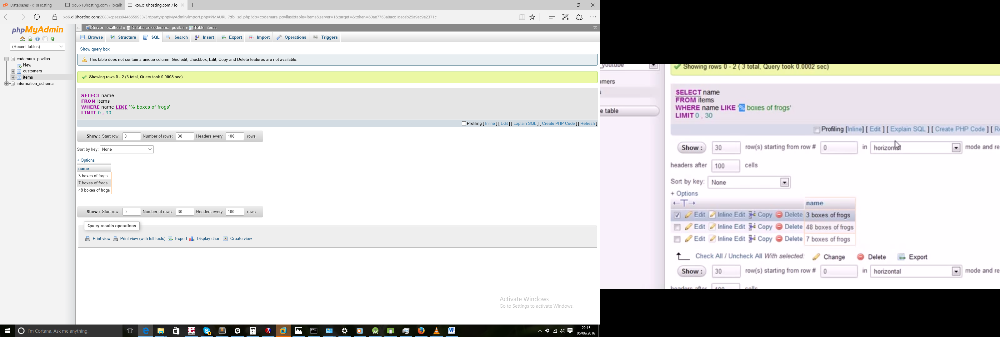 Databases - x10Hosting
xo6.x10hosting.com / localh
xo6.x10hosting.com / lo
xo6.x10hosting.com:2083/cpsess9446659933/3rdparty/phpMyAdmin/import.php#PMAURL-7:tbl_sql.php?db=codemara_povilas&table=items&server=1&target=&token=60ae7763a8acc1decab25a9ec9e2371c
phpMyAdmin
(Recent tables) ...
codemara_povilas
New
customers
items
information_schema
Server: localhost » Database: codemara_povilas » Table: items
Browse Structure SQL Search Insert Export Import Operations Triggers
Show query box
This table does not contain a unique column. Grid edit, checkbox, Edit, Copy and Delete features are not available.
Showing rows 0 - 2 (3 total, Query took 0.0008 sec)
SELECT name
FROM items
WHERE name LIKE '% boxes of frogs'
LIMIT 0 , 30
Profiling [ Inline ] [ Edit ] [ Explain SQL ] [ Create PHP Code ] [ Refresh ]
Show : Start row: 0 Number of rows: 30 Headers every 100 rows
Sort by key: None
+ Options
name
3 boxes of frogs
7 boxes of frogs
48 boxes of frogs
Show : Start row: 0 Number of rows: 30 Headers every 100 rows
Query results operations
Print view Print view (with full texts) Export Display chart Create view
Activate Windows
Go to Settings to activate Windows.
I'm Cortana. Ask me anything.
22:15
05/06/2016
_youtube
omers
e table
Showing rows 0 - 2 ( 3 total, Query took 0.0002 sec)
SELECT name
FROM items
WHERE name LIKE '% boxes of frogs'
LIMIT 0 , 30
Profiling [Inline] [ Edit ] [ Explain SQL ] [ Create PHP Code ] [ Re
Show : 30 row(s) starting from row # 0 in horizontal mode and re
headers after 100 cells
Sort by key: None
+ Options
←T→ name
Edit Inline Edit Copy Delete 3 boxes of frogs
Edit Inline Edit Copy Delete 48 boxes of frogs
Edit Inline Edit Copy Delete 7 boxes of frogs
Check All / Uncheck All With selected: Change Delete Export
Show : 30 row(s) starting from row # 0 in horizontal mode and re
headers after 100 cells